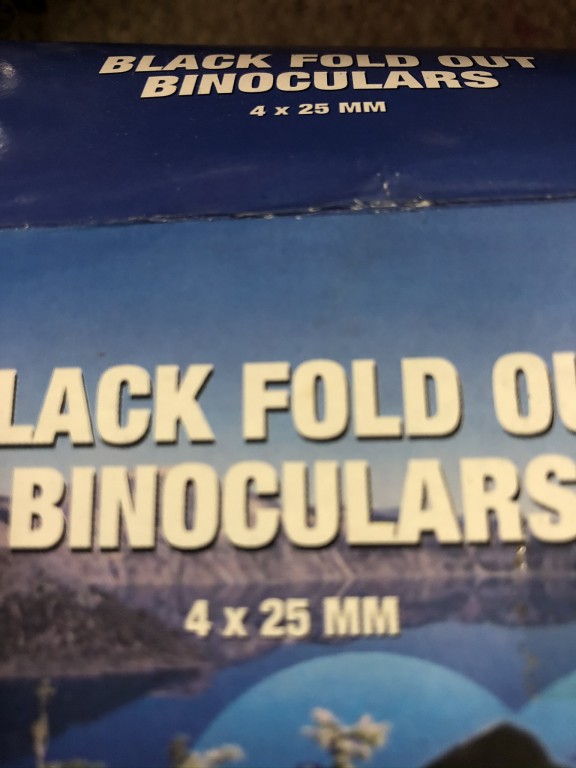 BLACK FOLD OUT
BINOCULARS
4 x 25 MM
LACK FOLD OU
BINOCULARS
4 x 25 MM